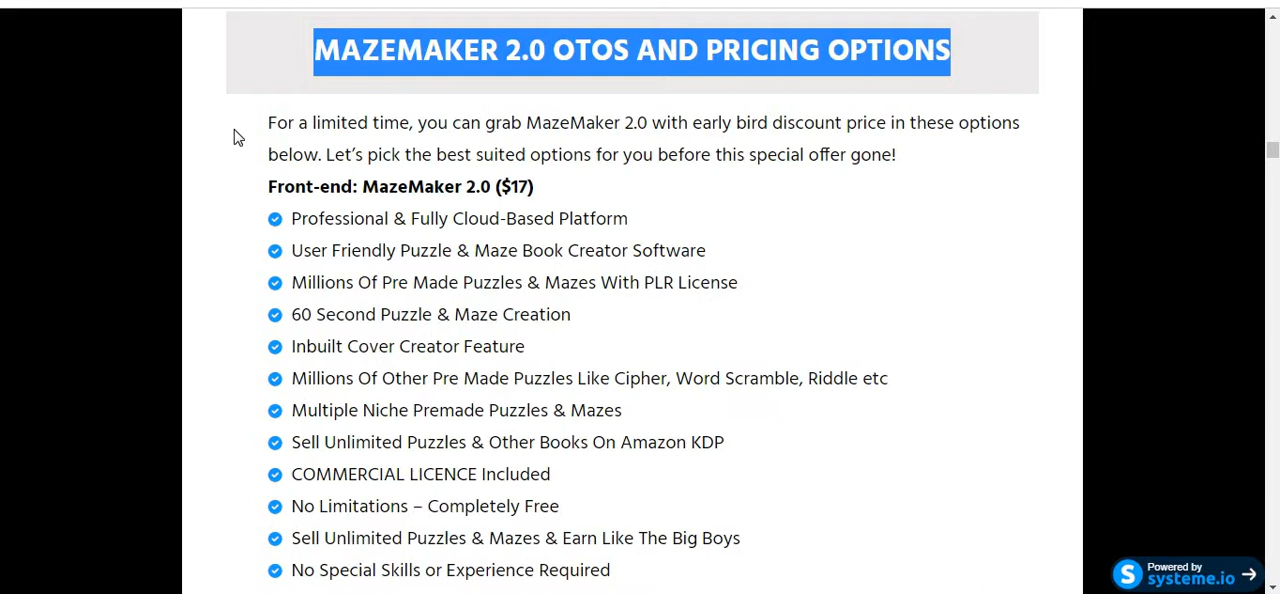 MAZEMAKER 2.0 OTOS AND PRICING OPTIONS
For a limited time, you can grab MazeMaker 2.0 with early bird discount price in these options
below. Let’s pick the best suited options for you before this special offer gone!
Front-end: MazeMaker 2.0 ($17)
Professional & Fully Cloud-Based Platform
User Friendly Puzzle & Maze Book Creator Software
Millions Of Pre Made Puzzles & Mazes With PLR License
60 Second Puzzle & Maze Creation
Inbuilt Cover Creator Feature
Millions Of Other Pre Made Puzzles Like Cipher, Word Scramble, Riddle etc
Multiple Niche Premade Puzzles & Mazes
Sell Unlimited Puzzles & Other Books On Amazon KDP
COMMERCIAL LICENCE Included
No Limitations – Completely Free
Sell Unlimited Puzzles & Mazes & Earn Like The Big Boys
No Special Skills or Experience Required
S
Powered by
systeme.io